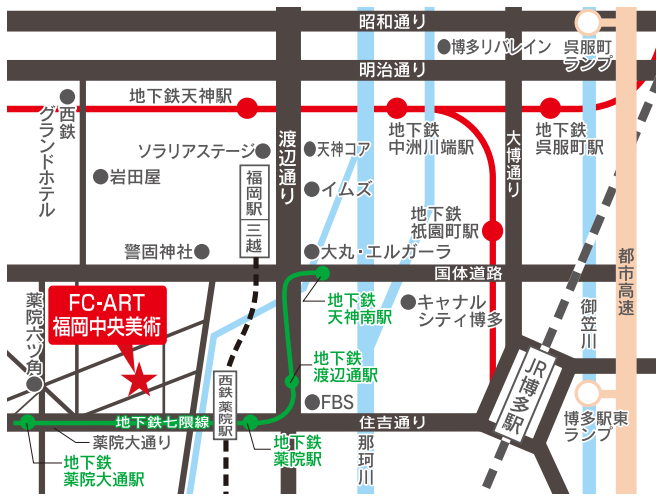 昭和通り
博多リバレイン
呉服町
ランプ
明治通り
地下鉄天神駅
西鉄
グランドホテル
地下鉄
中洲川端駅
地下鉄
呉服町駅
渡辺通り
大博通り
ソラリアステージ
天神コア
岩田屋
福岡駅
三越
イムズ
地下鉄
祇園町駅
警固神社
大丸・エルガーラ
都市高速
国体道路
薬院六ツ角
FC-ART
福岡中央美術
地下鉄
天神南駅
キャナル
シティ博多
御笠川
地下鉄
渡辺通駅
JR博多駅
西鉄薬院駅
FBS
地下鉄七隈線
住吉通り
博多駅東
ランプ
薬院大通り
地下鉄
薬院大通駅
地下鉄
薬院駅
那珂川